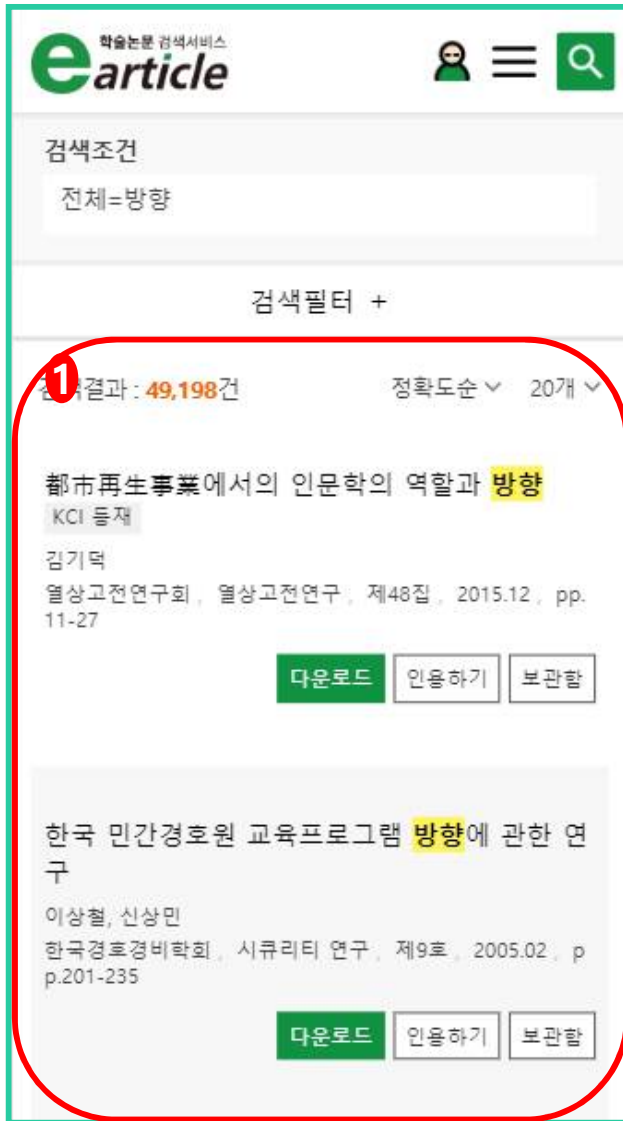 학술논문 검색서비스
earticle
검색조건
전체=방향
검색필터 +
1
결과 : 49,198건 정확도순 20개
都市再生事業에서의 인문학의 역할과 방향
KCI 등재
김기덕
열상고전연구회, 열상고전연구, 제48집, 2015.12, pp.
11-27
다운로드 인용하기 보관함
한국 민간경호원 교육프로그램 방향에 관한 연
구
이상철, 신상민
한국경호경비학회, 시큐리티 연구, 제9호, 2005.02, p
p.201-235
다운로드 인용하기 보관함